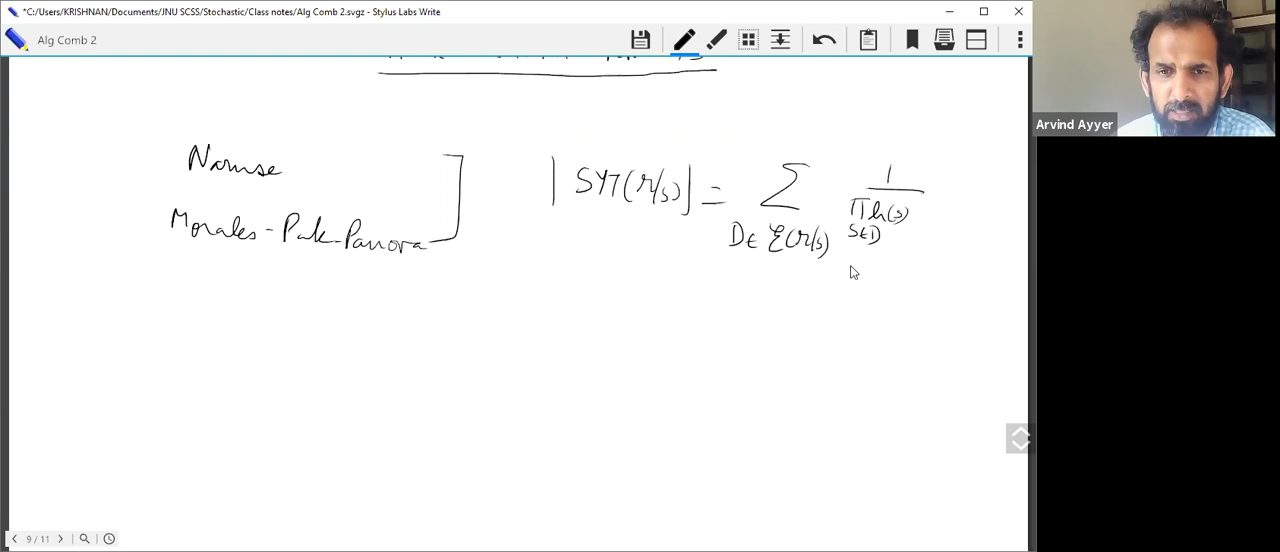 *C:/Users/KRISHNAN/Documents/JNU SCSS/Stochastic/Class notes/Alg Comb 2.svgz - Stylus Labs Write
Alg Comb 2
Arvind Ayyer
Naruse
Morales-Pak-Panova
|SYT(λ/s)| = Σ 1
D∈ ξ(λ/s) Π h(s)
s∈D
9 / 11